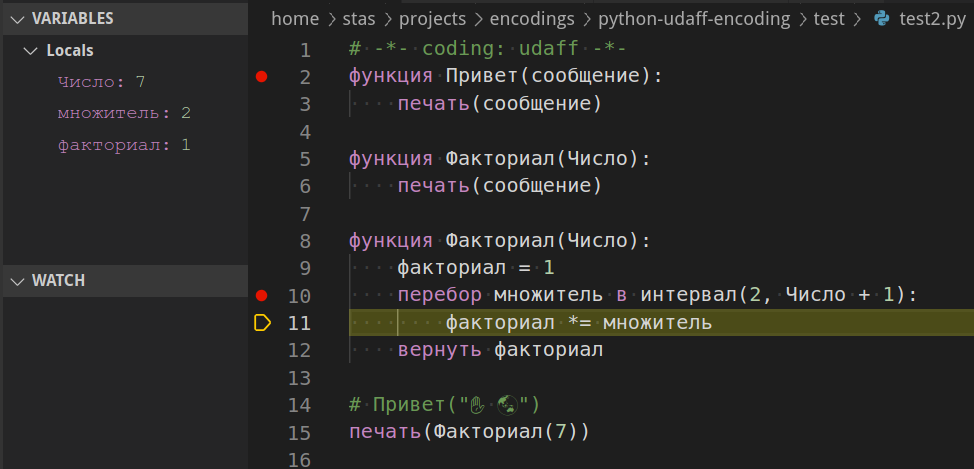 VARIABLES
Locals
Число: 7
множитель: 2
факториал: 1
WATCH
home > stas > projects > encodings > python-udaff-encoding > test > test2.py
1 # -*- coding: udaff -*-
2 функция Привет(сообщение):
3     печать(сообщение)
4
5 функция Факториал(Число):
6     печать(сообщение)
7
8 функция Факториал(Число):
9     факториал = 1
10     перебор множитель в интервал(2, Число + 1):
11         факториал *= множитель
12     вернуть факториал
13
14 # Привет("✋ 🌏")
15 печать(Факториал(7))
16